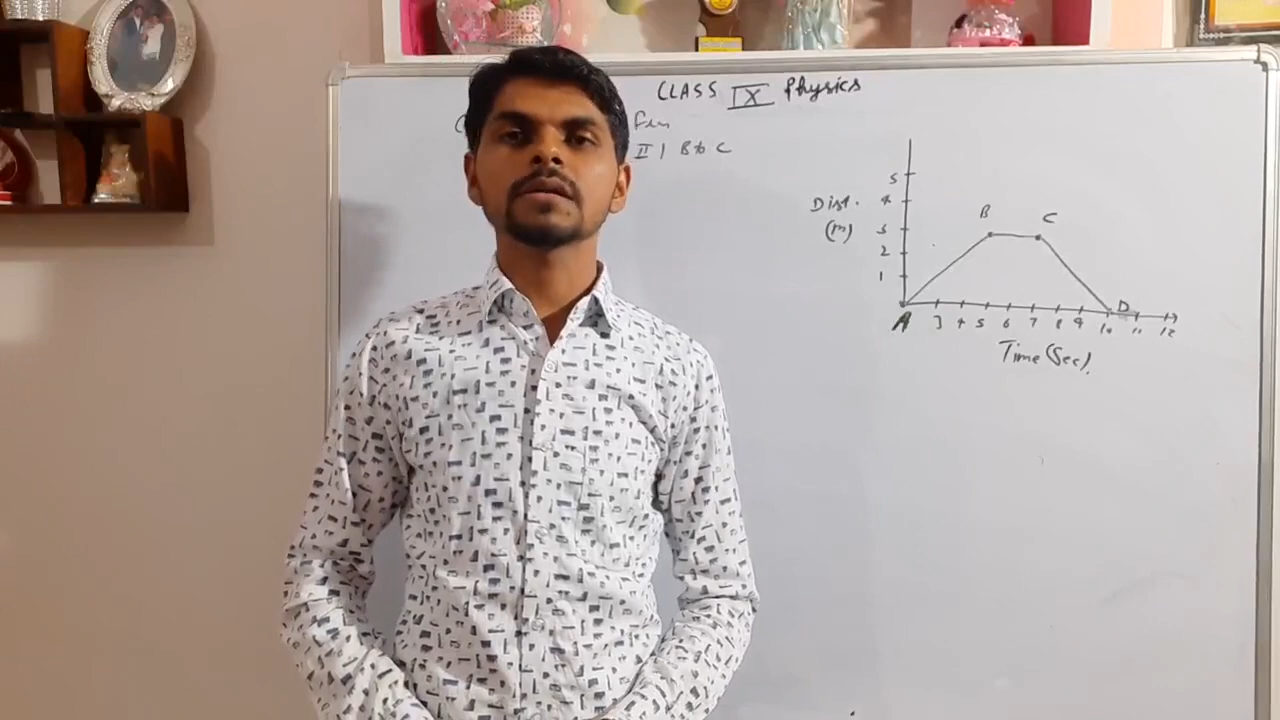 CLASS IX Physics
II / B to C
5
4
Dist.
B
C
3
(m)
2
1
D
A
3 4 5 6 7 8 9 10 11 12
Time (Sec).